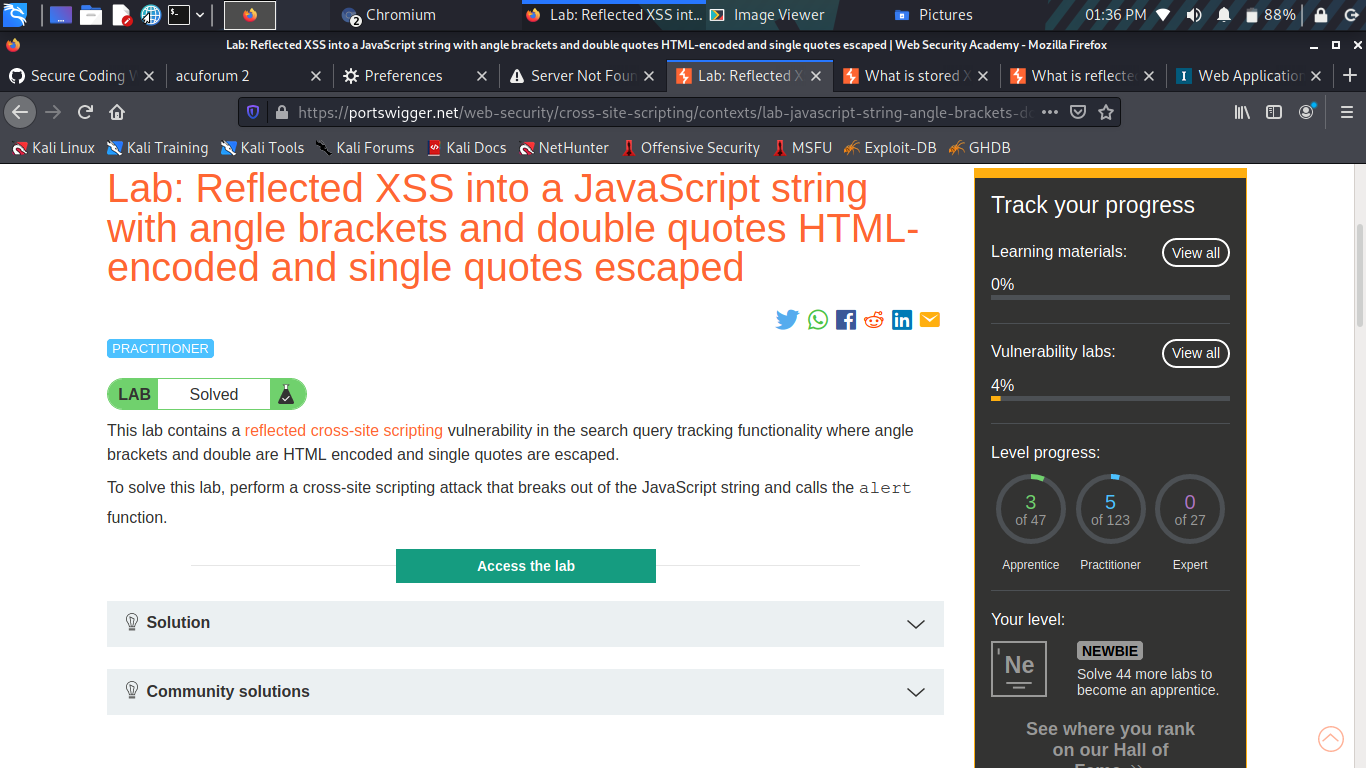 2
Chromium
Lab: Reflected XSS int...
Image Viewer
Pictures
01:36 PM
88%
Lab: Reflected XSS into a JavaScript string with angle brackets and double quotes HTML-encoded and single quotes escaped | Web Security Academy - Mozilla Firefox
Secure Coding W
acuforum 2
Preferences
Server Not Foun
Lab: Reflected X
What is stored X
What is reflecte
Web Application
https://portswigger.net/web-security/cross-site-scripting/contexts/lab-javascript-string-angle-brackets-do
Kali Linux
Kali Training
Kali Tools
Kali Forums
Kali Docs
NetHunter
Offensive Security
MSFU
Exploit-DB
GHDB
Lab: Reflected XSS into a JavaScript string
with angle brackets and double quotes HTML-
encoded and single quotes escaped
PRACTITIONER
LAB
Solved
This lab contains a reflected cross-site scripting vulnerability in the search query tracking functionality where angle
brackets and double are HTML encoded and single quotes are escaped.
To solve this lab, perform a cross-site scripting attack that breaks out of the JavaScript string and calls the alert
function.
Access the lab
Solution
Community solutions
Track your progress
Learning materials:
View all
0%
Vulnerability labs:
View all
4%
Level progress:
3
of 47
5
of 123
0
of 27
Apprentice
Practitioner
Expert
Your level:
Ne
NEWBIE
Solve 44 more labs to
become an apprentice.
See where you rank
on our Hall of
Fame »